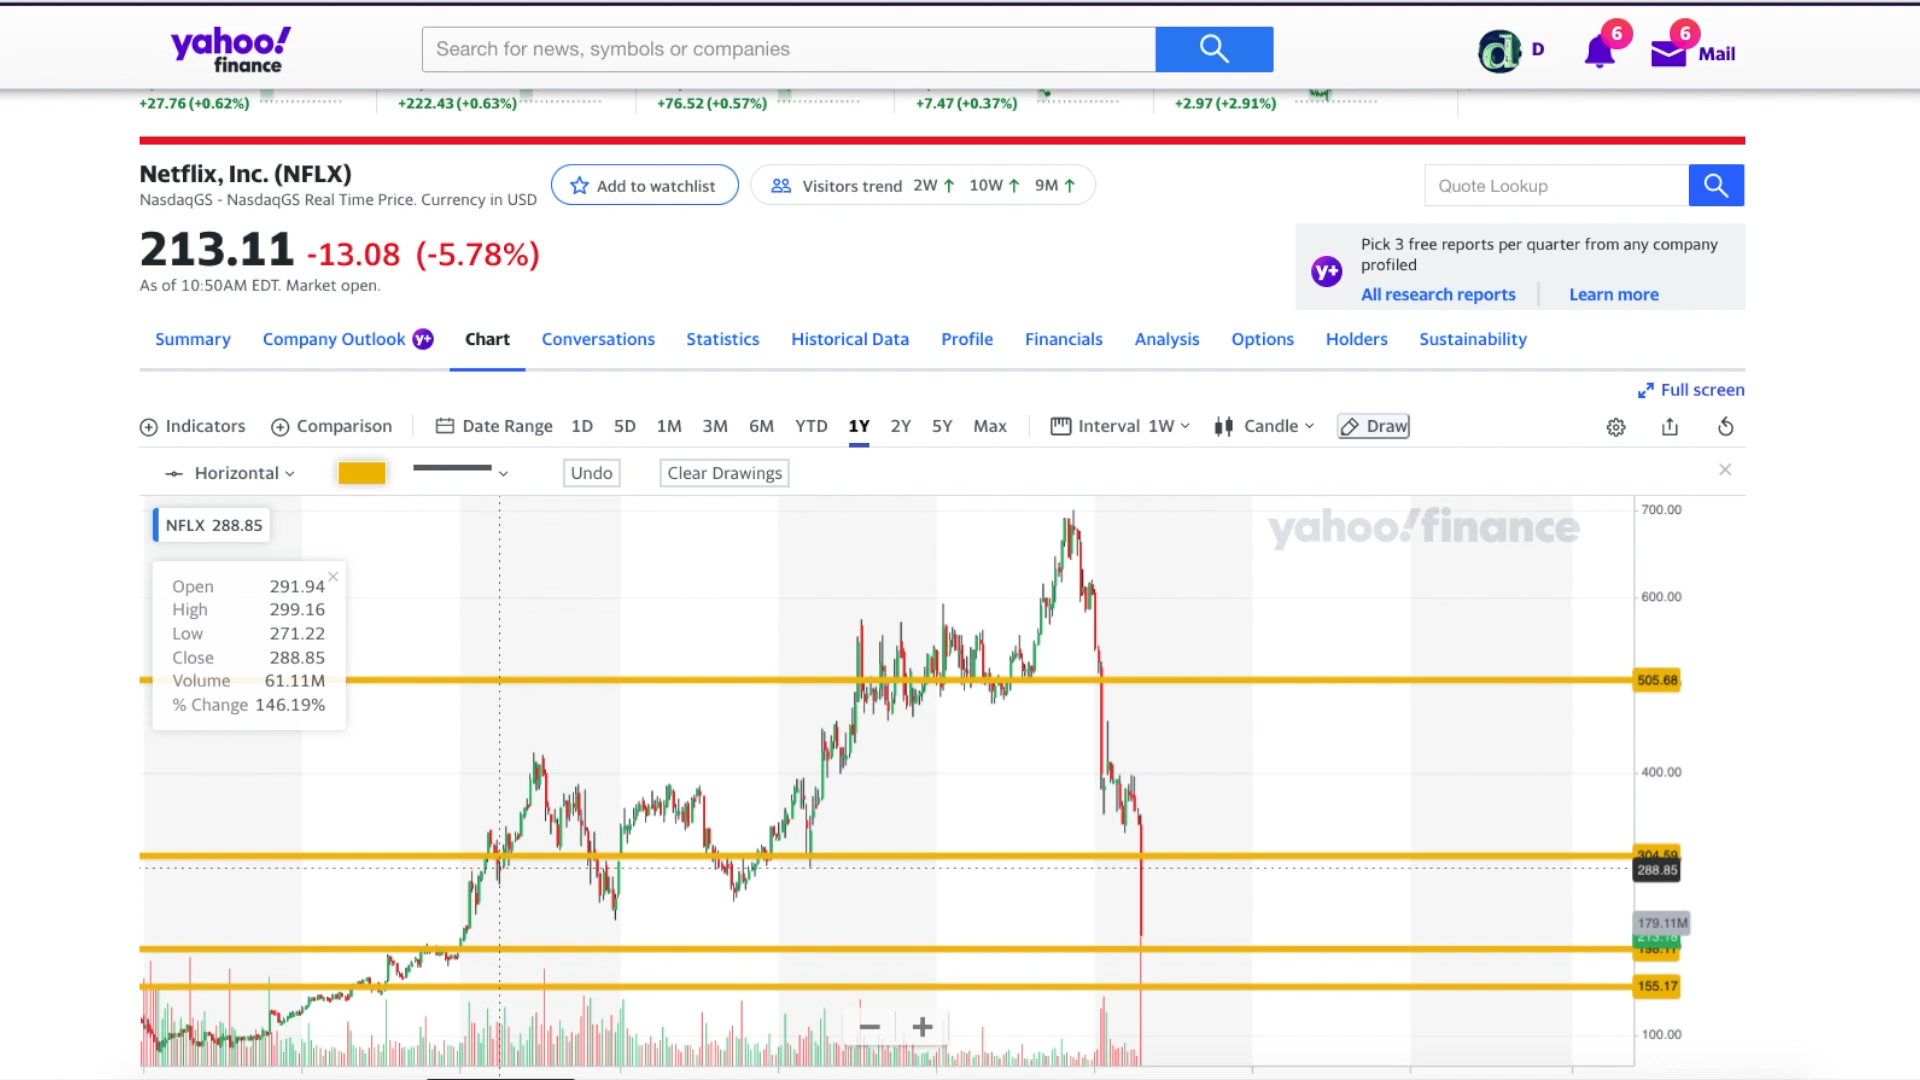 yahoo!
finance
Search for news, symbols or companies
D
6
6
Mail
+27.76 (+0.62%)
+222.43 (+0.63%)
+76.52 (+0.57%)
+7.47 (+0.37%)
+2.97 (+2.91%)
Netflix, Inc. (NFLX)
NasdaqGS - NasdaqGS Real Time Price. Currency in USD
Add to watchlist
Visitors trend 2W 10W 9M
Quote Lookup
213.11 -13.08 (-5.78%)
As of 10:50AM EDT. Market open.
y+
Pick 3 free reports per quarter from any company
profiled
All research reports
Learn more
Summary
Company Outlook y+
Chart
Conversations
Statistics
Historical Data
Profile
Financials
Analysis
Options
Holders
Sustainability
Full screen
Indicators
Comparison
Date Range
1D
5D
1M
3M
6M
YTD
1Y
2Y
5Y
Max
Interval 1W
Candle
Draw
Horizontal
Undo
Clear Drawings
NFLX 288.85
Open 291.94
High 299.16
Low 271.22
Close 288.85
Volume 61.11M
% Change 146.19%
yahoo!finance
700.00
600.00
505.68
400.00
304.59
288.85
179.11M
213.18
198.11
155.17
100.00